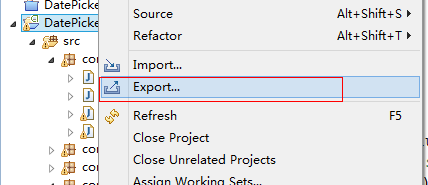 DatePicke
DatePicke
src
Source Alt+Shift+S
Refactor Alt+Shift+T
Import...
Export...
Refresh F5
Close Project
Close Unrelated Projects
Assign Working Sets...